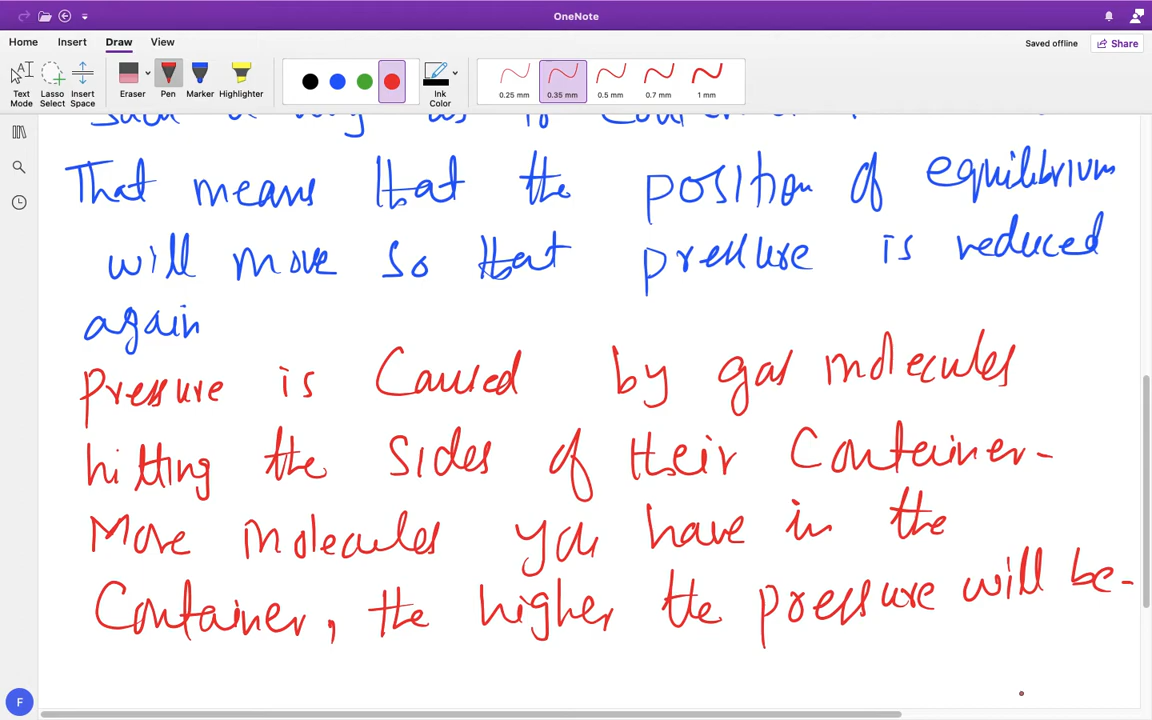 OneNote
Home Insert Draw View
Saved offline Share
Text Mode Lasso Select Insert Space Eraser Pen Marker Highlighter Ink Color 0.25 mm 0.35 mm 0.5 mm 0.7 mm 1 mm
That means that the position of equilibrium
will move so that pressure is reduced
again
Pressure is Caused by gas molecules
hitting the Sides of their Container-
More molecules you have in the
Container, the higher the pressure will be-
F